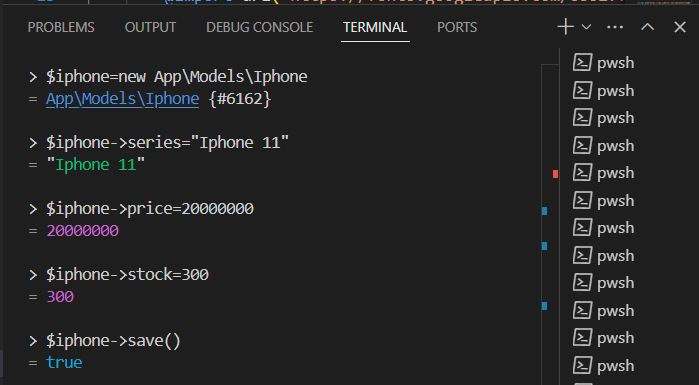 PROBLEMS OUTPUT DEBUG CONSOLE TERMINAL PORTS
> $iphone=new App\Models\Iphone
= App\Models\Iphone {#6162}
> $iphone->series="Iphone 11"
= "Iphone 11"
> $iphone->price=20000000
= 20000000
> $iphone->stock=300
= 300
> $iphone->save()
= true
pwsh
pwsh
pwsh
pwsh
pwsh
pwsh
pwsh
pwsh
pwsh
pwsh
pwsh
pwsh